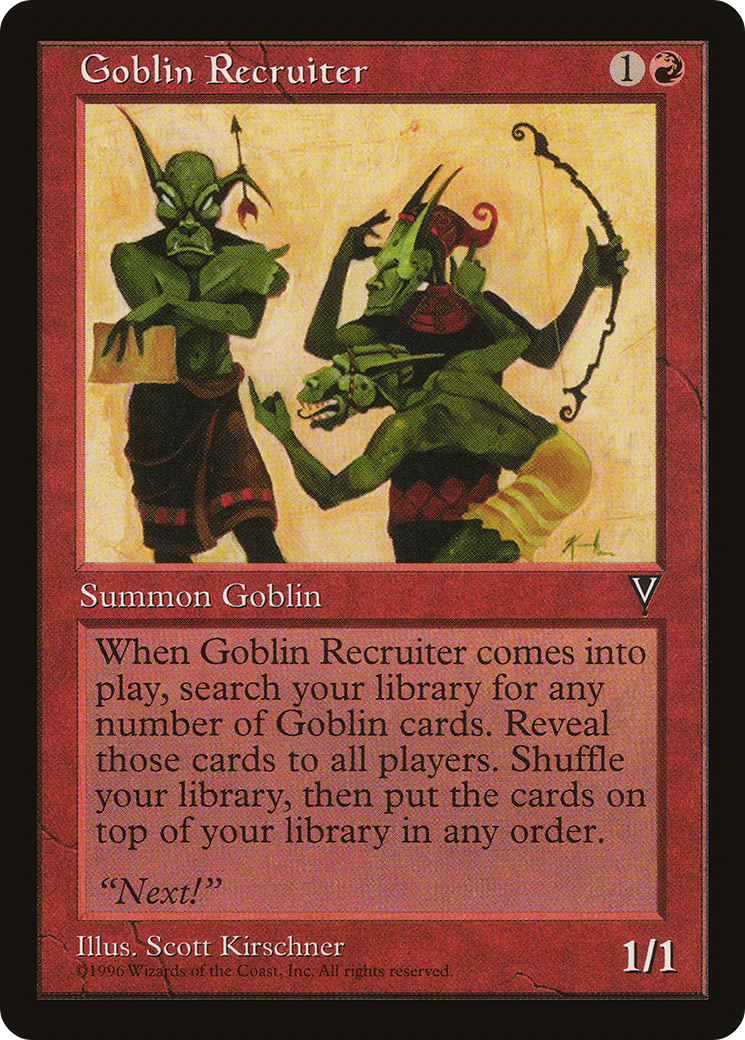 Goblin Recruiter 1
Summon Goblin V
When Goblin Recruiter comes into
play, search your library for any
number of Goblin cards. Reveal
those cards to all players. Shuffle
your library, then put the cards on
top of your library in any order.
“Next!”
Illus. Scott Kirschner
1/1
©1996 Wizards of the Coast, Inc. All rights reserved.